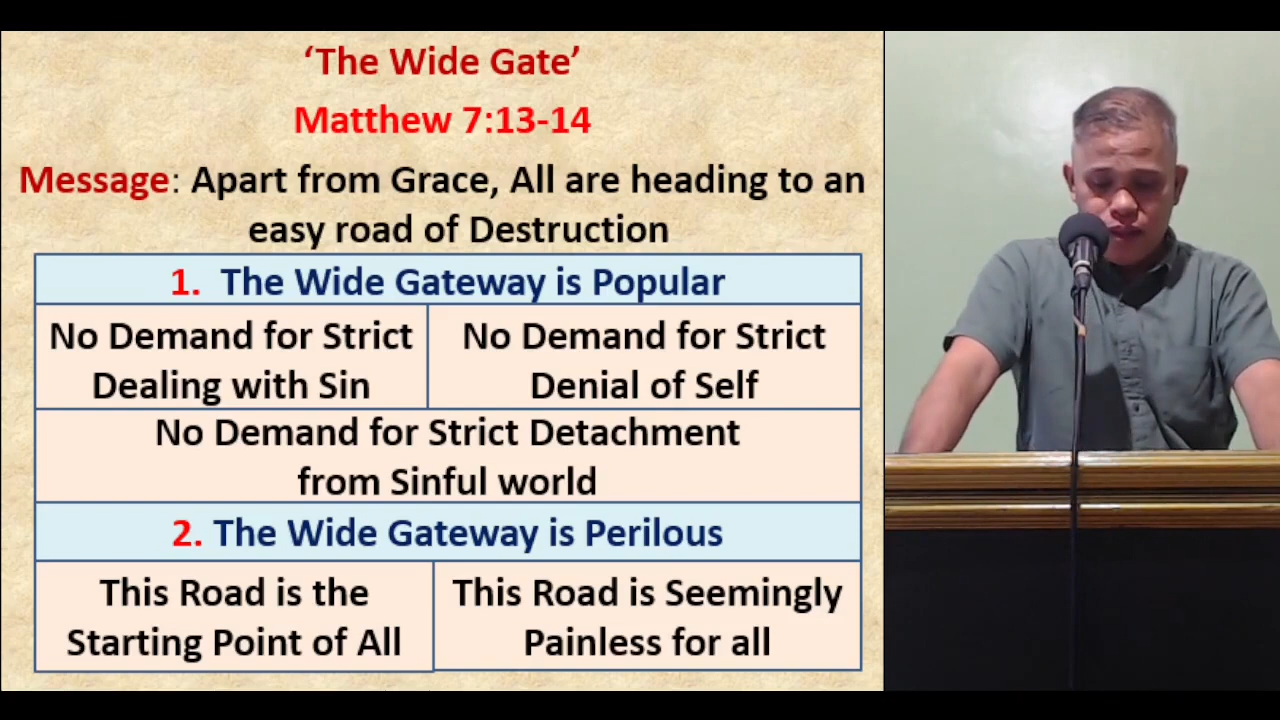 ‘The Wide Gate’
Matthew 7:13-14
Message: Apart from Grace, All are heading to an
easy road of Destruction
1. The Wide Gateway is Popular
No Demand for Strict
Dealing with Sin
No Demand for Strict
Denial of Self
No Demand for Strict Detachment
from Sinful world
2. The Wide Gateway is Perilous
This Road is the
Starting Point of All
This Road is Seemingly
Painless for all